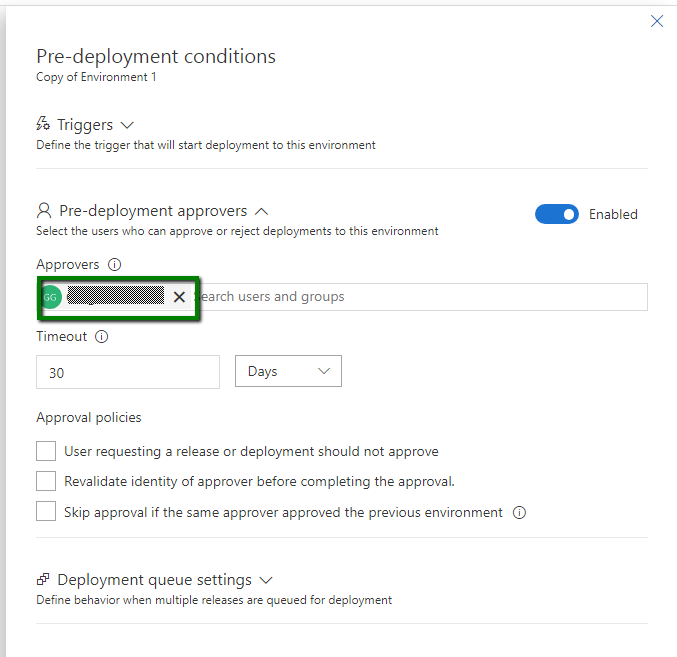 Pre-deployment conditions
Copy of Environment 1
Triggers
Define the trigger that will start deployment to this environment
Pre-deployment approvers
Enabled
Select the users who can approve or reject deployments to this environment
Approvers
GG
earch users and groups
Timeout
30
Days
Approval policies
User requesting a release or deployment should not approve
Revalidate identity of approver before completing the approval.
Skip approval if the same approver approved the previous environment
Deployment queue settings
Define behavior when multiple releases are queued for deployment